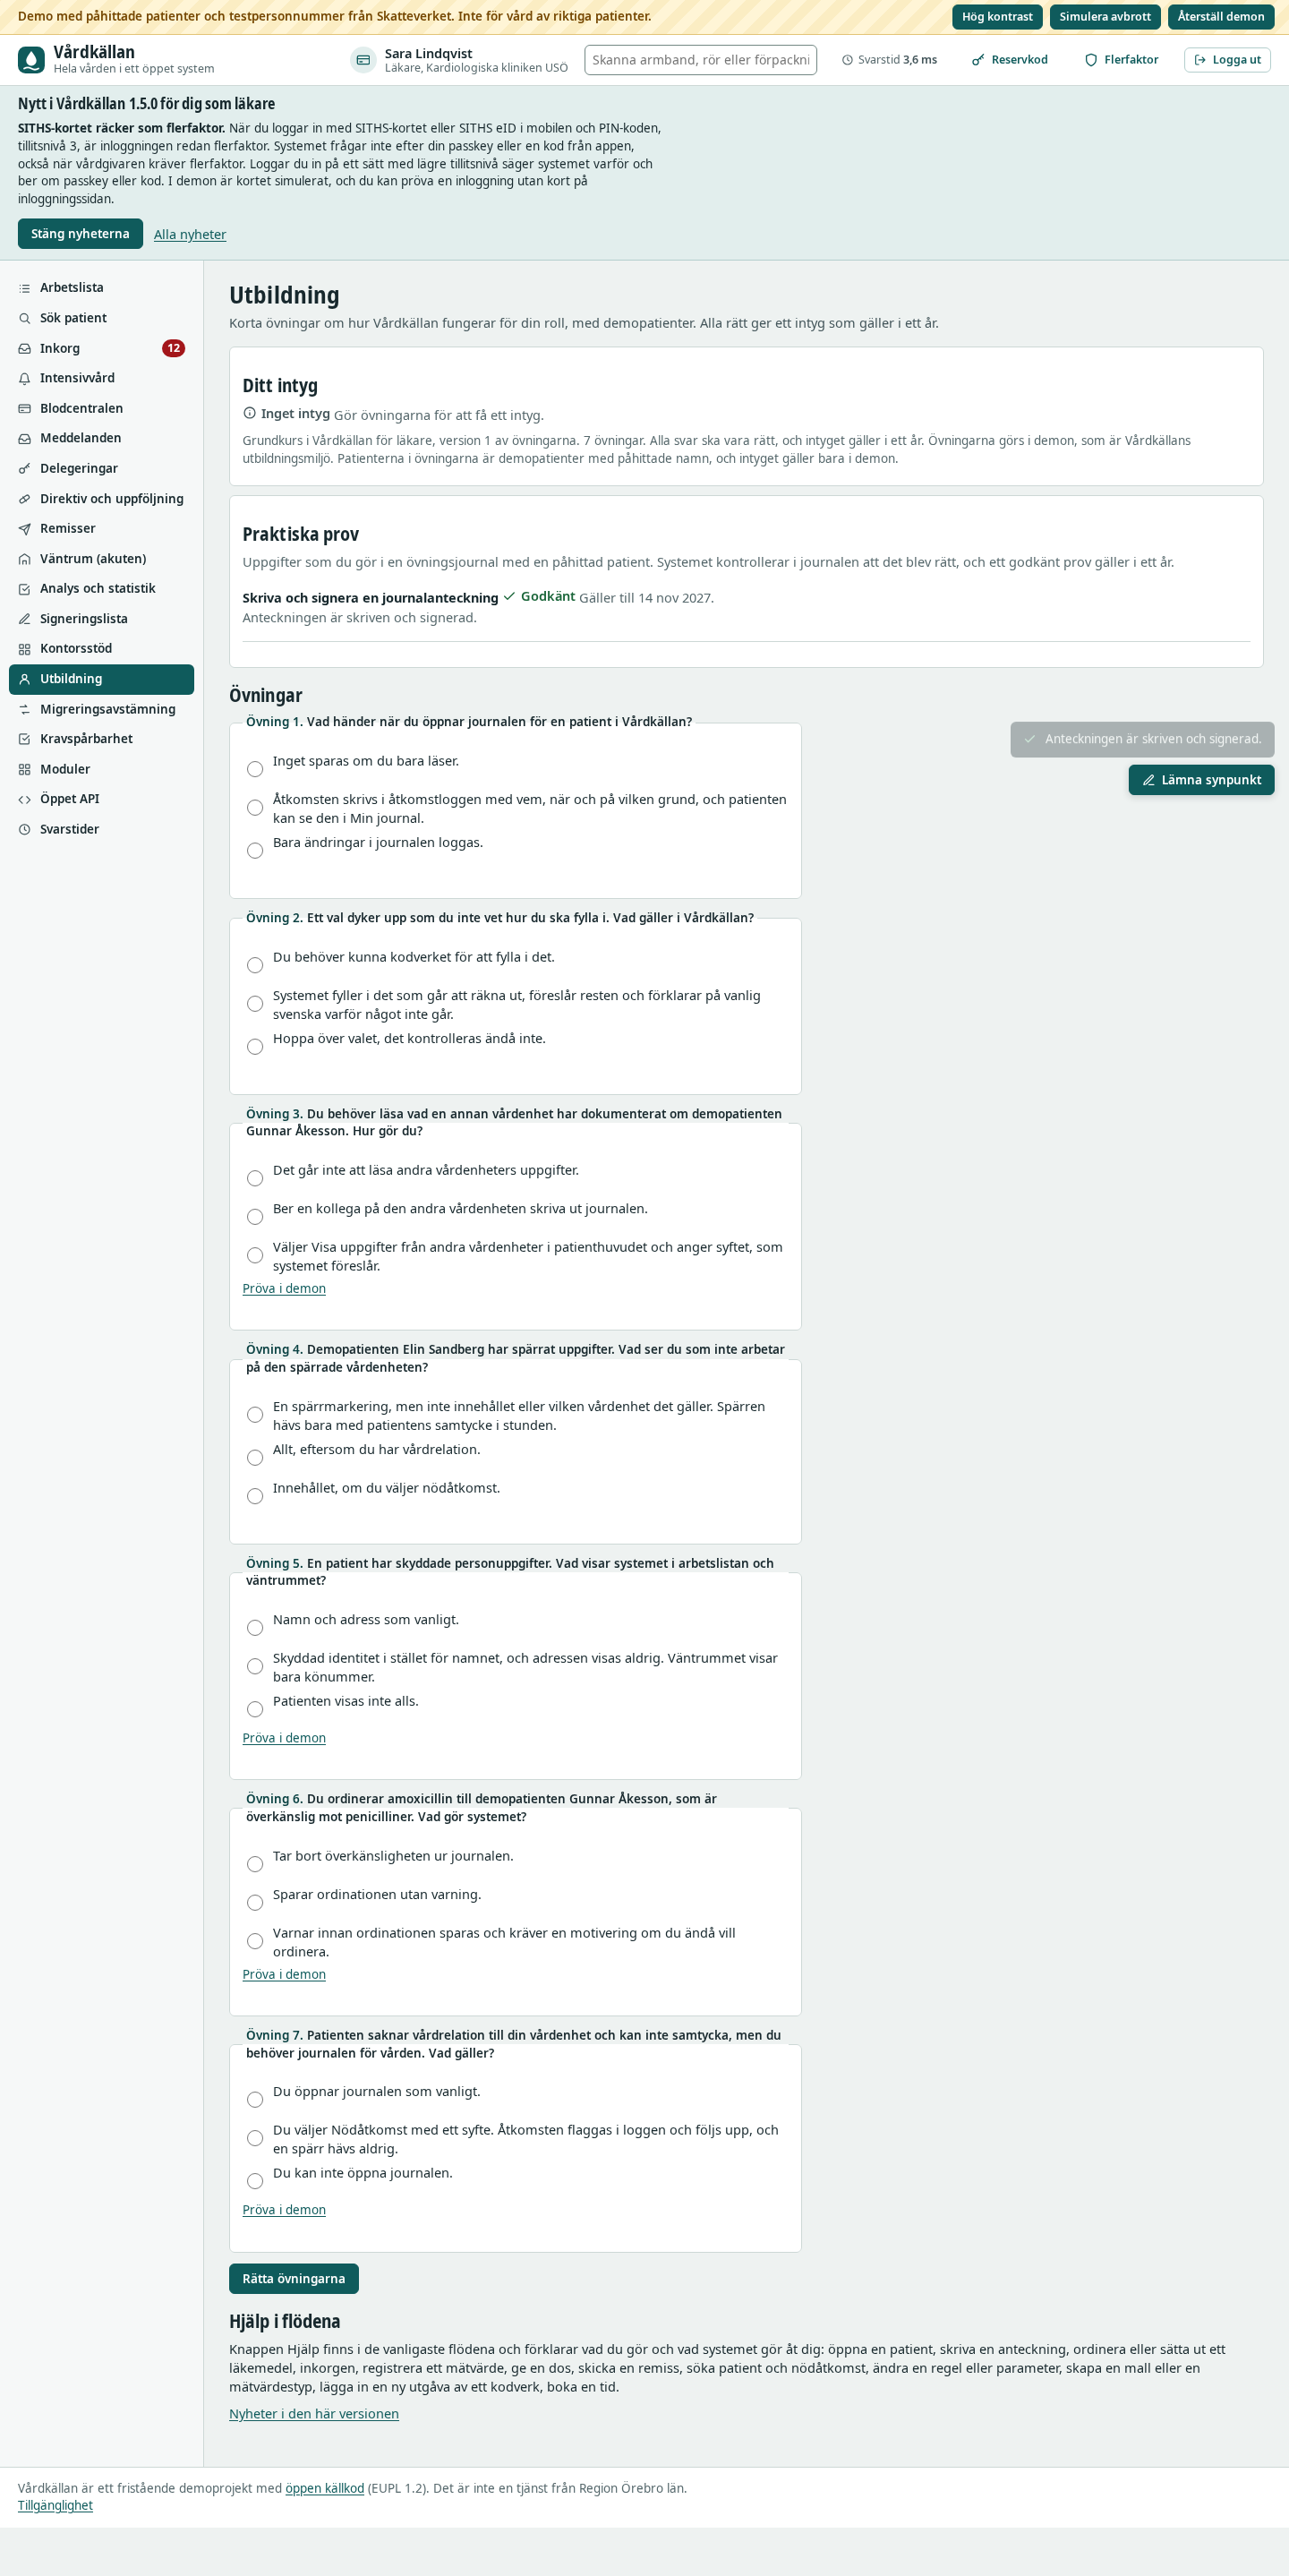 Demo med påhittade patienter och testpersonnummer från Skatteverket. Inte för vård av riktiga patienter.
Hög kontrast
Simulera avbrott
Återställ demon
Vårdkällan
Hela vården i ett öppet system
Sara Lindqvist
Läkare, Kardiologiska kliniken USÖ
Skanna armband, rör eller förpackni
Svarstid 3,6 ms
Reservkod
Flerfaktor
Logga ut
Nytt i Vårdkällan 1.5.0 för dig som läkare
SITHS-kortet räcker som flerfaktor. När du loggar in med SITHS-kortet eller SITHS eID i mobilen och PIN-koden,
tillitsnivå 3, är inloggningen redan flerfaktor. Systemet frågar inte efter din passkey eller en kod från appen,
också när vårdgivaren kräver flerfaktor. Loggar du in på ett sätt med lägre tillitsnivå säger systemet varför och
ber om passkey eller kod. I demon är kortet simulerat, och du kan pröva en inloggning utan kort på
inloggningssidan.
Stäng nyheterna
Alla nyheter
Arbetslista
Sök patient
Inkorg
12
Intensivvård
Blodcentralen
Meddelanden
Delegeringar
Direktiv och uppföljning
Remisser
Väntrum (akuten)
Analys och statistik
Signeringslista
Kontorsstöd
Utbildning
Migreringsavstämning
Kravspårbarhet
Moduler
Öppet API
Svarstider
Utbildning
Korta övningar om hur Vårdkällan fungerar för din roll, med demopatienter. Alla rätt ger ett intyg som gäller i ett år.
Ditt intyg
Inget intyg Gör övningarna för att få ett intyg.
Grundkurs i Vårdkällan för läkare, version 1 av övningarna. 7 övningar. Alla svar ska vara rätt, och intyget gäller i ett år. Övningarna görs i demon, som är Vårdkällans
utbildningsmiljö. Patienterna i övningarna är demopatienter med påhittade namn, och intyget gäller bara i demon.
Praktiska prov
Uppgifter som du gör i en övningsjournal med en påhittad patient. Systemet kontrollerar i journalen att det blev rätt, och ett godkänt prov gäller i ett år.
Skriva och signera en journalanteckning Godkänt Gäller till 14 nov 2027.
Anteckningen är skriven och signerad.
Övningar
Övning 1. Vad händer när du öppnar journalen för en patient i Vårdkällan?
Inget sparas om du bara läser.
Åtkomsten skrivs i åtkomstloggen med vem, när och på vilken grund, och patienten
kan se den i Min journal.
Bara ändringar i journalen loggas.
Anteckningen är skriven och signerad.
Lämna synpunkt
Övning 2. Ett val dyker upp som du inte vet hur du ska fylla i. Vad gäller i Vårdkällan?
Du behöver kunna kodverket för att fylla i det.
Systemet fyller i det som går att räkna ut, föreslår resten och förklarar på vanlig
svenska varför något inte går.
Hoppa över valet, det kontrolleras ändå inte.
Övning 3. Du behöver läsa vad en annan vårdenhet har dokumenterat om demopatienten
Gunnar Åkesson. Hur gör du?
Det går inte att läsa andra vårdenheters uppgifter.
Ber en kollega på den andra vårdenheten skriva ut journalen.
Väljer Visa uppgifter från andra vårdenheter i patienthuvudet och anger syftet, som
systemet föreslår.
Pröva i demon
Övning 4. Demopatienten Elin Sandberg har spärrat uppgifter. Vad ser du som inte arbetar
på den spärrade vårdenheten?
En spärrmarkering, men inte innehållet eller vilken vårdenhet det gäller. Spärren
hävs bara med patientens samtycke i stunden.
Allt, eftersom du har vårdrelation.
Innehållet, om du väljer nödåtkomst.
Övning 5. En patient har skyddade personuppgifter. Vad visar systemet i arbetslistan och
väntrummet?
Namn och adress som vanligt.
Skyddad identitet i stället för namnet, och adressen visas aldrig. Väntrummet visar
bara könummer.
Patienten visas inte alls.
Pröva i demon
Övning 6. Du ordinerar amoxicillin till demopatienten Gunnar Åkesson, som är
överkänslig mot penicilliner. Vad gör systemet?
Tar bort överkänsligheten ur journalen.
Sparar ordinationen utan varning.
Varnar innan ordinationen sparas och kräver en motivering om du ändå vill
ordinera.
Pröva i demon
Övning 7. Patienten saknar vårdrelation till din vårdenhet och kan inte samtycka, men du
behöver journalen för vården. Vad gäller?
Du öppnar journalen som vanligt.
Du väljer Nödåtkomst med ett syfte. Åtkomsten flaggas i loggen och följs upp, och
en spärr hävs aldrig.
Du kan inte öppna journalen.
Pröva i demon
Rätta övningarna
Hjälp i flödena
Knappen Hjälp finns i de vanligaste flödena och förklarar vad du gör och vad systemet gör åt dig: öppna en patient, skriva en anteckning, ordinera eller sätta ut ett
läkemedel, inkorgen, registrera ett mätvärde, ge en dos, skicka en remiss, söka patient och nödåtkomst, ändra en regel eller parameter, skapa en mall eller en
mätvärdestyp, lägga in en ny utgåva av ett kodverk, boka en tid.
Nyheter i den här versionen
Vårdkällan är ett fristående demoprojekt med öppen källkod (EUPL 1.2). Det är inte en tjänst från Region Örebro län.
Tillgänglighet